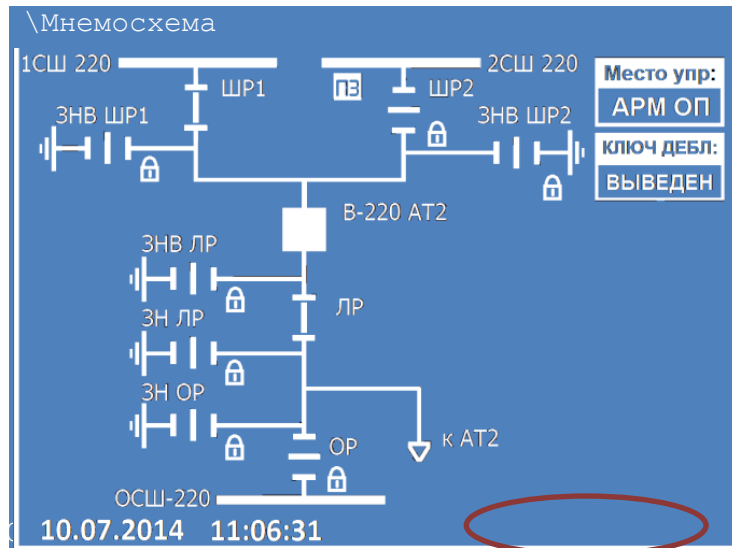 \Мнемосхема
1СШ 220
2СШ 220
ШР1
ПЗ
ШР2
Место упр:
АРМ ОП
ЗНВ ШР1
ЗНВ ШР2
КЛЮЧ ДЕБЛ:
ВЫВЕДЕН
В-220 АТ2
ЗНВ ЛР
ЛР
ЗН ЛР
ЗН ОР
ОР
к АТ2
ОСШ-220
10.07.2014 11:06:31